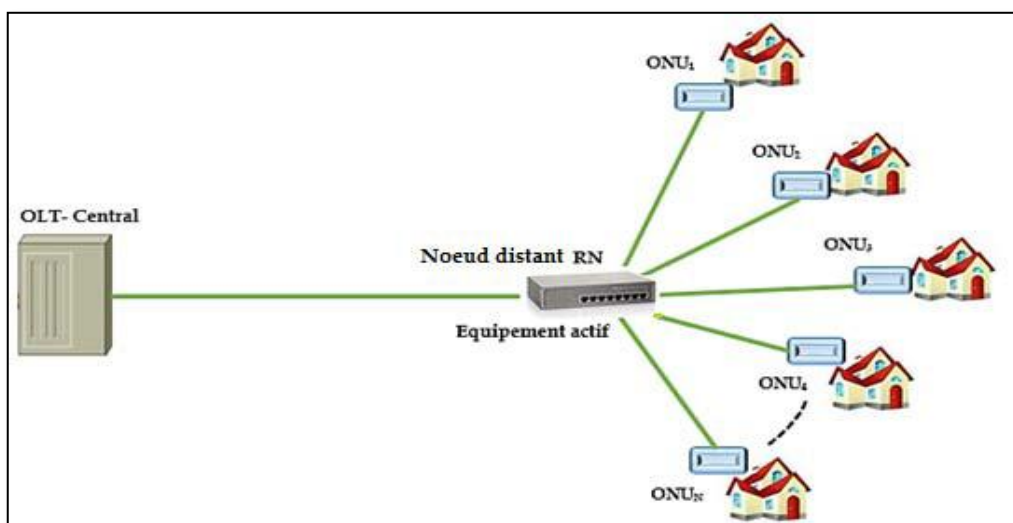 ONU₁
ONU₂
OLT- Central
ONU₃
Noeud distant RN
Equipement actif
ONU₄
ONUN